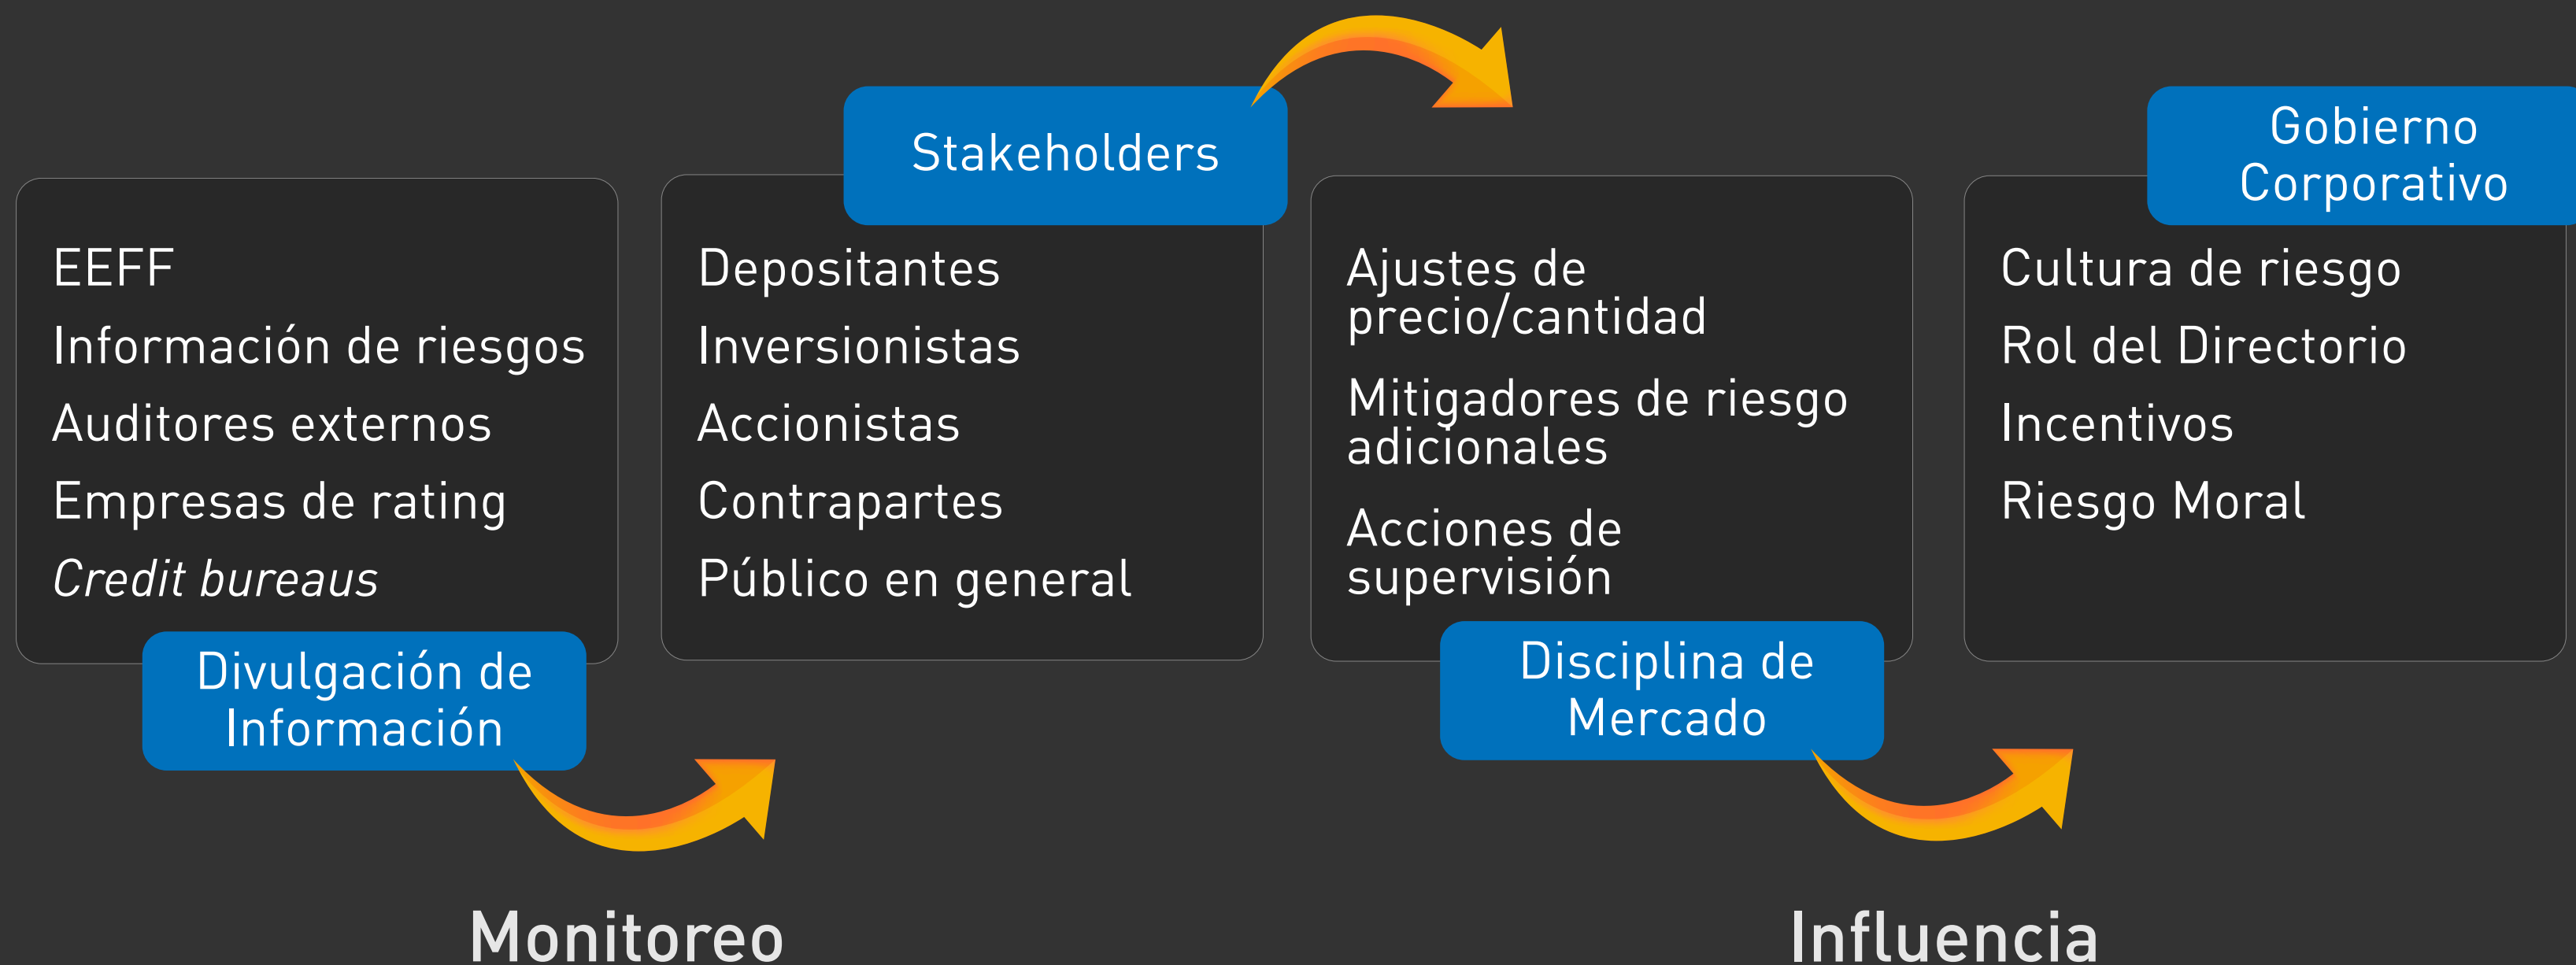 EEFF
Información de riesgos
Auditores externos
Empresas de rating
Credit bureaus
Divulgación de
Información
Stakeholders
Depositantes
Inversionistas
Accionistas
Contrapartes
Público en general
Ajustes de
precio/cantidad
Mitigadores de riesgo
adicionales
Acciones de
supervisión
Disciplina de
Mercado
Gobierno
Corporativo
Cultura de riesgo
Rol del Directorio
Incentivos
Riesgo Moral
Monitoreo
Influencia